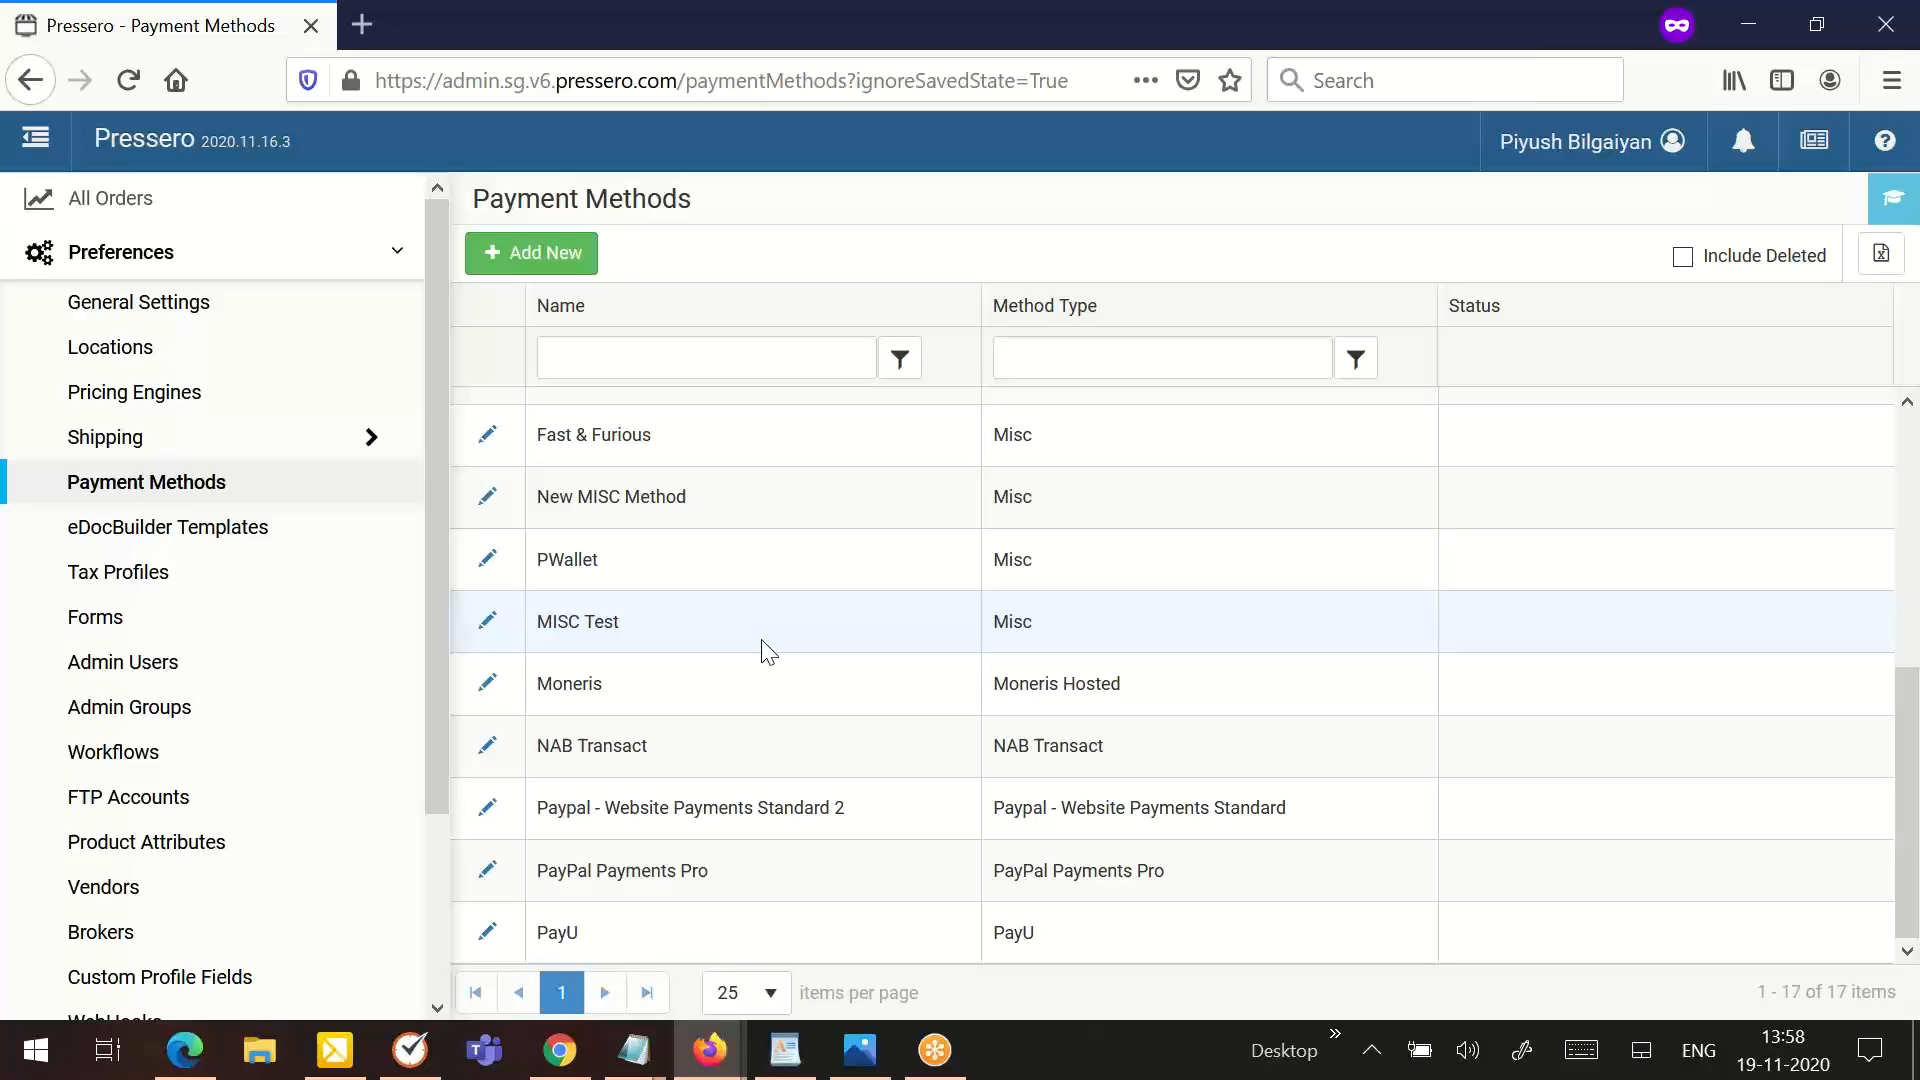 Pressero - Payment Methods
https://admin.sg.v6.pressero.com/paymentMethods?ignoreSavedState=True
Search
Pressero 2020.11.16.3
Piyush Bilgaiyan
All Orders
Preferences
General Settings
Locations
Pricing Engines
Shipping
Payment Methods
eDocBuilder Templates
Tax Profiles
Forms
Admin Users
Admin Groups
Workflows
FTP Accounts
Product Attributes
Vendors
Brokers
Custom Profile Fields
WebHooks
Payment Methods
Add New
Include Deleted
Name Method Type Status
Fast & Furious Misc
New MISC Method Misc
PWallet Misc
MISC Test Misc
Moneris Moneris Hosted
NAB Transact NAB Transact
Paypal - Website Payments Standard 2 Paypal - Website Payments Standard
PayPal Payments Pro PayPal Payments Pro
PayU PayU
1 25 items per page 1 - 17 of 17 items
Desktop ENG 13:58
19-11-2020